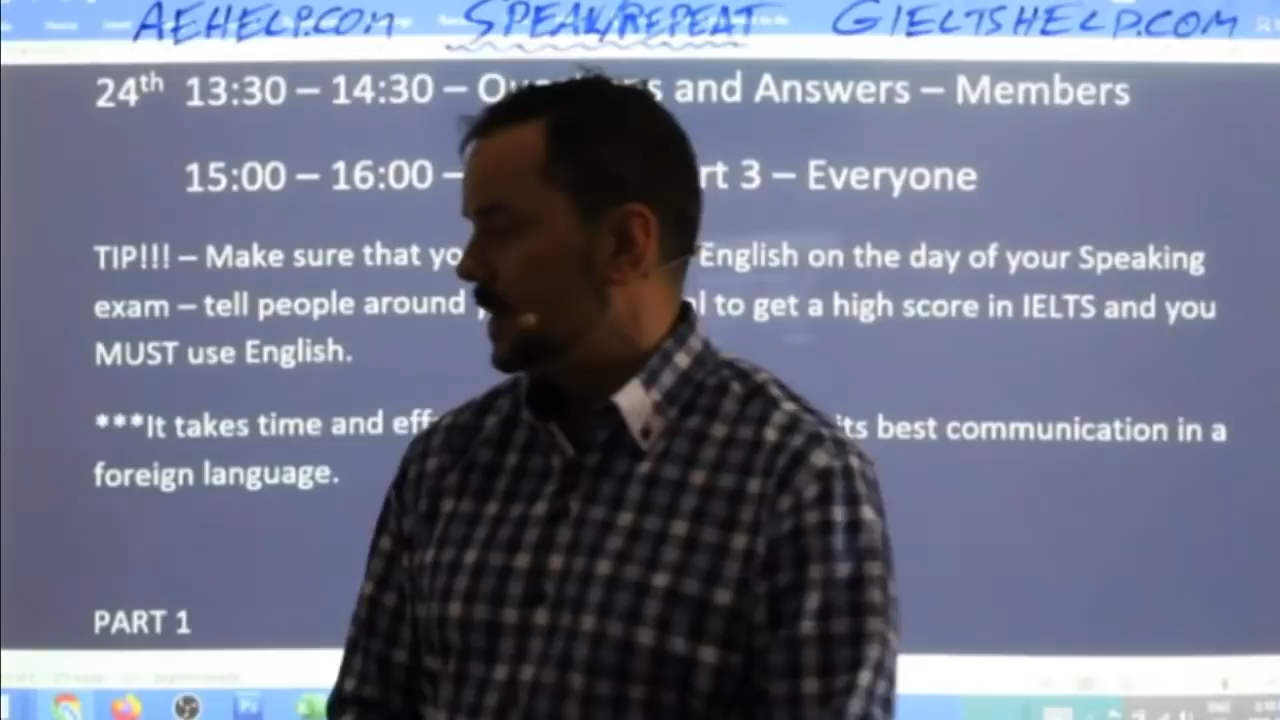 AEHELP.COM SPEAK/REPEAT GIELTSHELP.COM
24th 13:30 – 14:30 – s and Answers – Members
15:00 – 16:00 – rt 3 – Everyone
TIP!!! – Make sure that yo English on the day of your Speaking
exam – tell people around l to get a high score in IELTS and you
MUST use English.
***It takes time and eff its best communication in a
foreign language.
PART 1